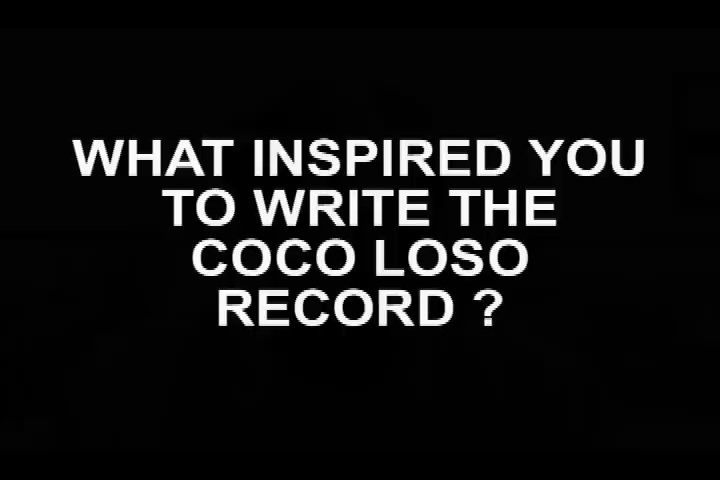 WHAT INSPIRED YOU
TO WRITE THE
COCO LOSO
RECORD ?